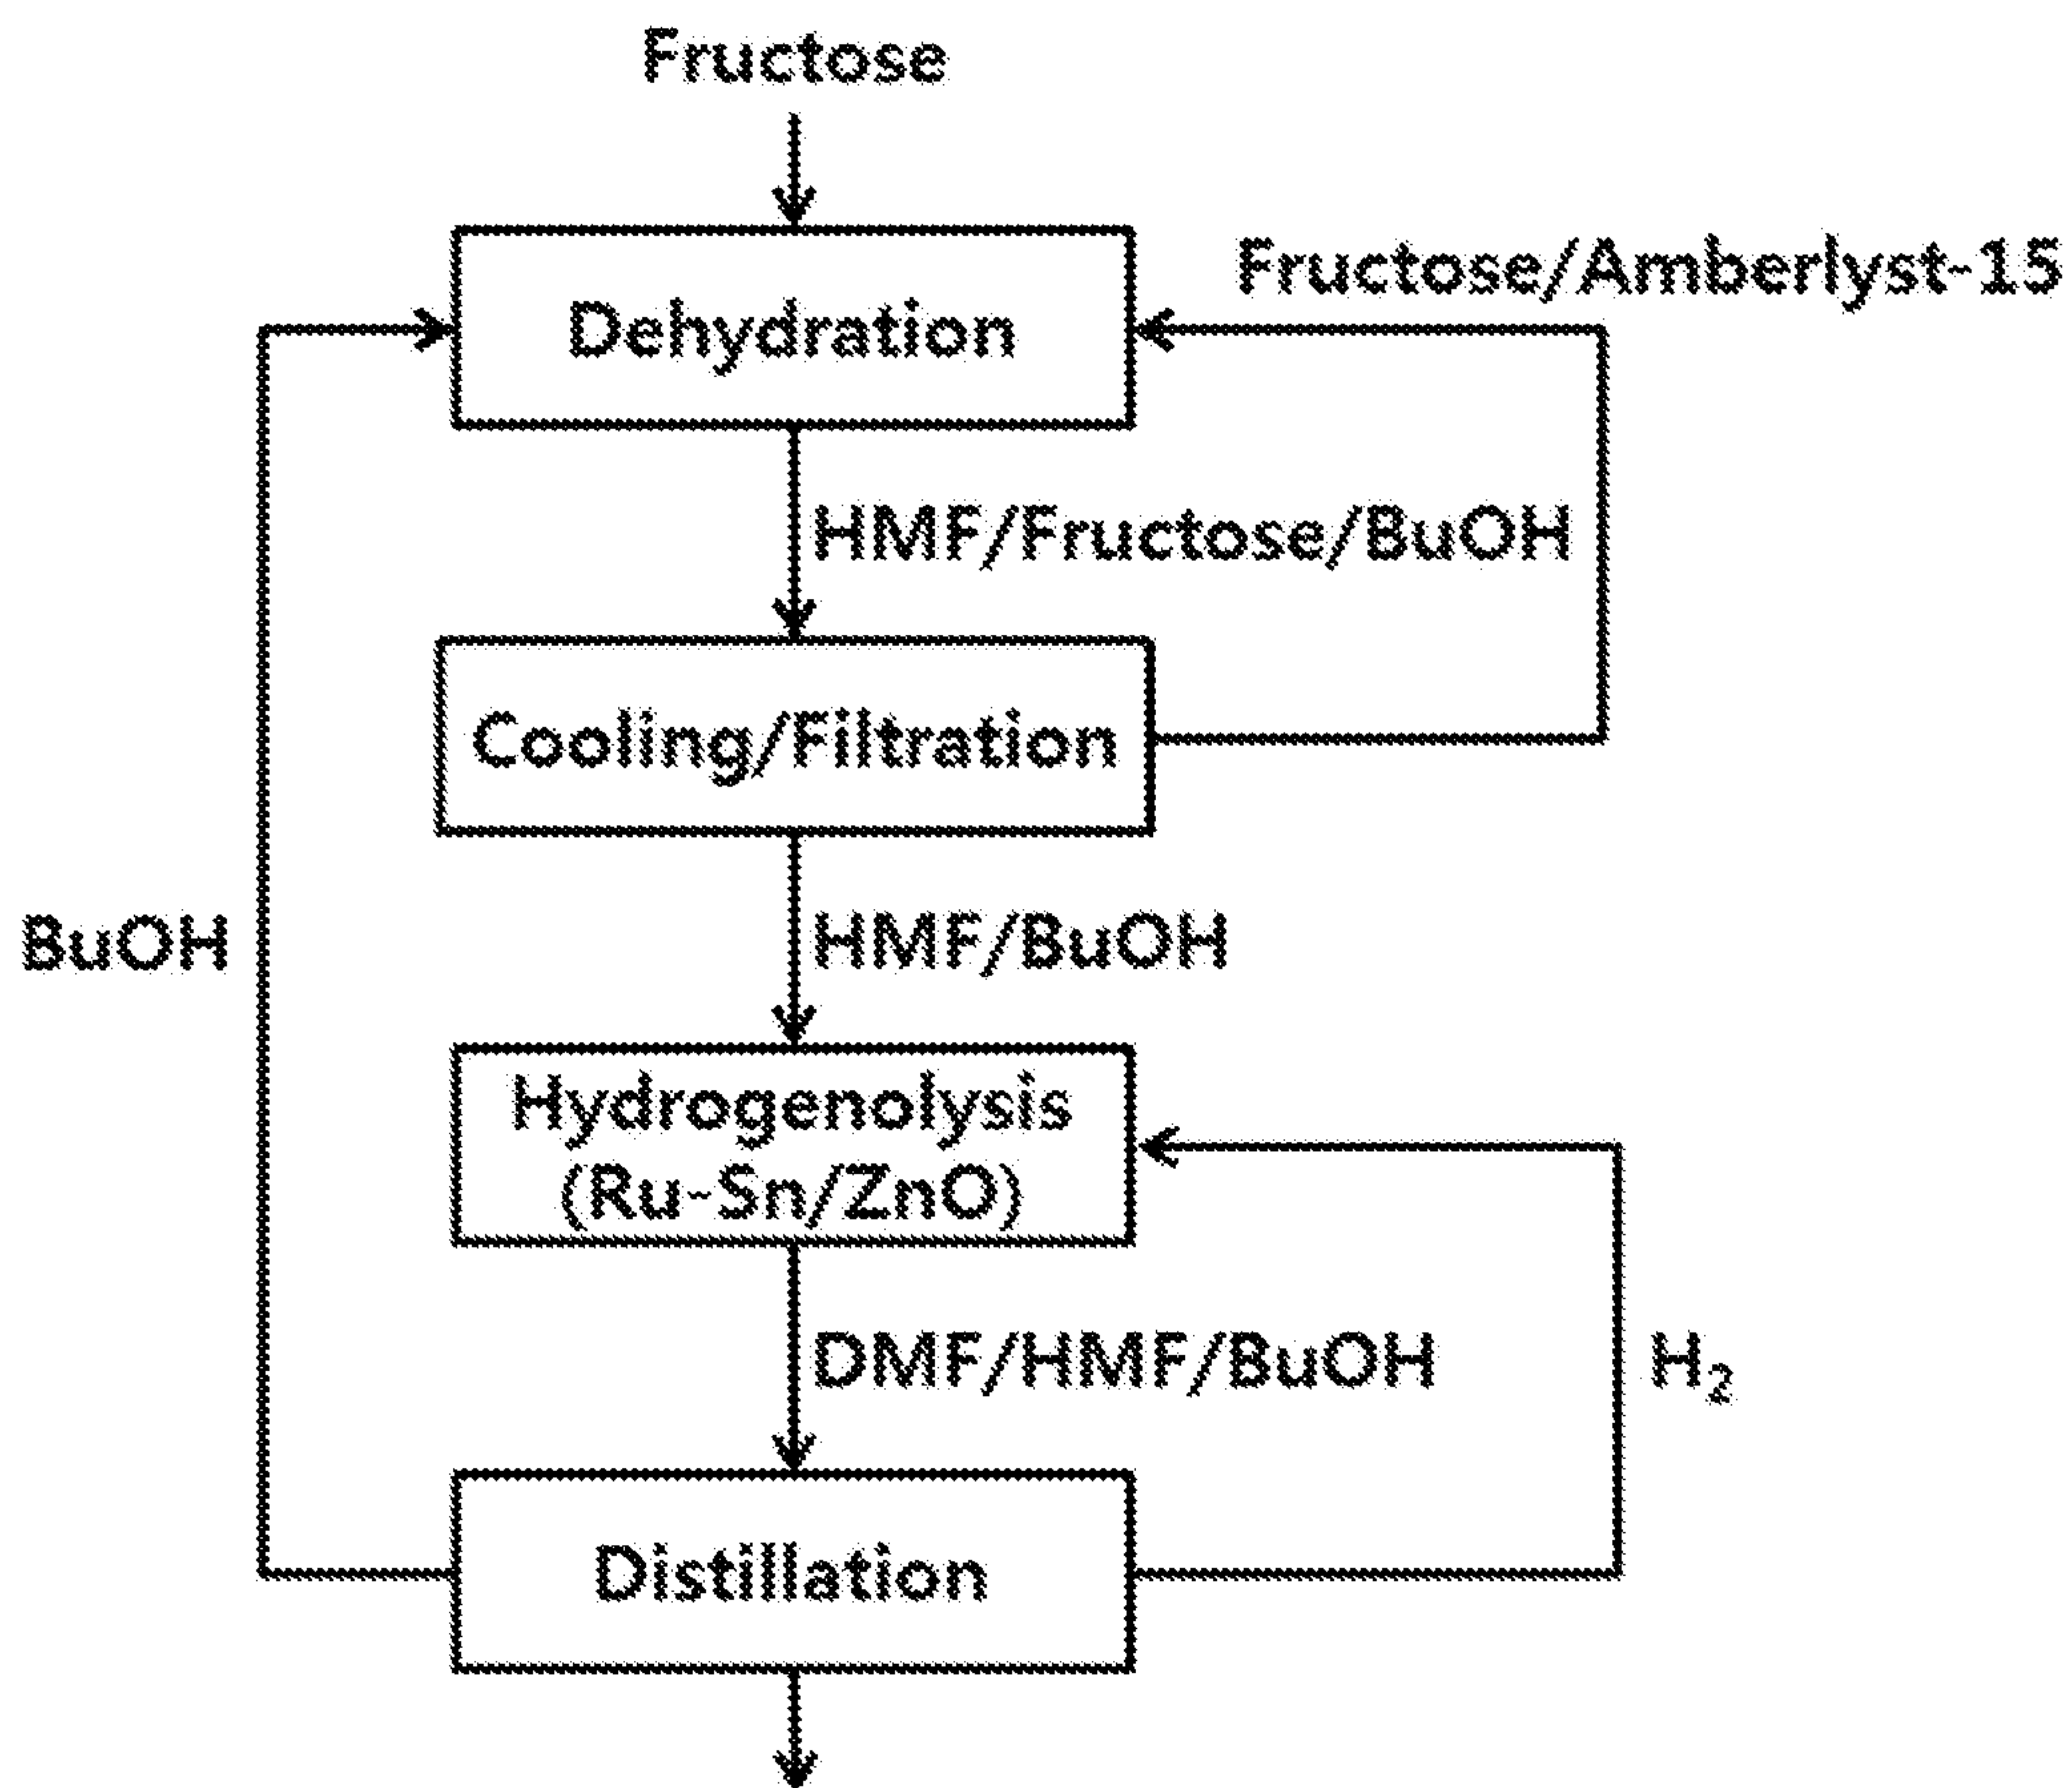 Fructose
Dehydration
Fructose/Amberlyst-15
HMF/Fructose/BuOH
Cooling/Filtration
BuOH
HMF/BuOH
Hydrogenolysis
(Ru-Sn/ZnO)
DMF/HMF/BuOH
H₂
Distillation